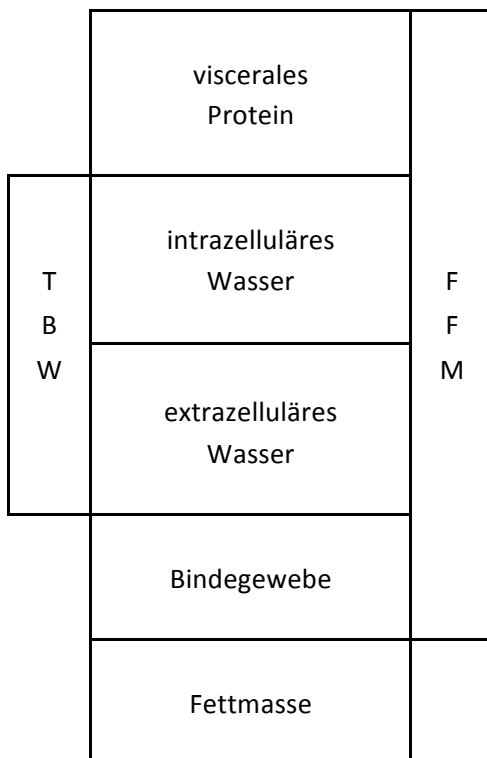 viscerales
Protein
intrazelluläres
Wasser
T
B
W
F
F
M
extrazelluläres
Wasser
Bindegewebe
Fettmasse